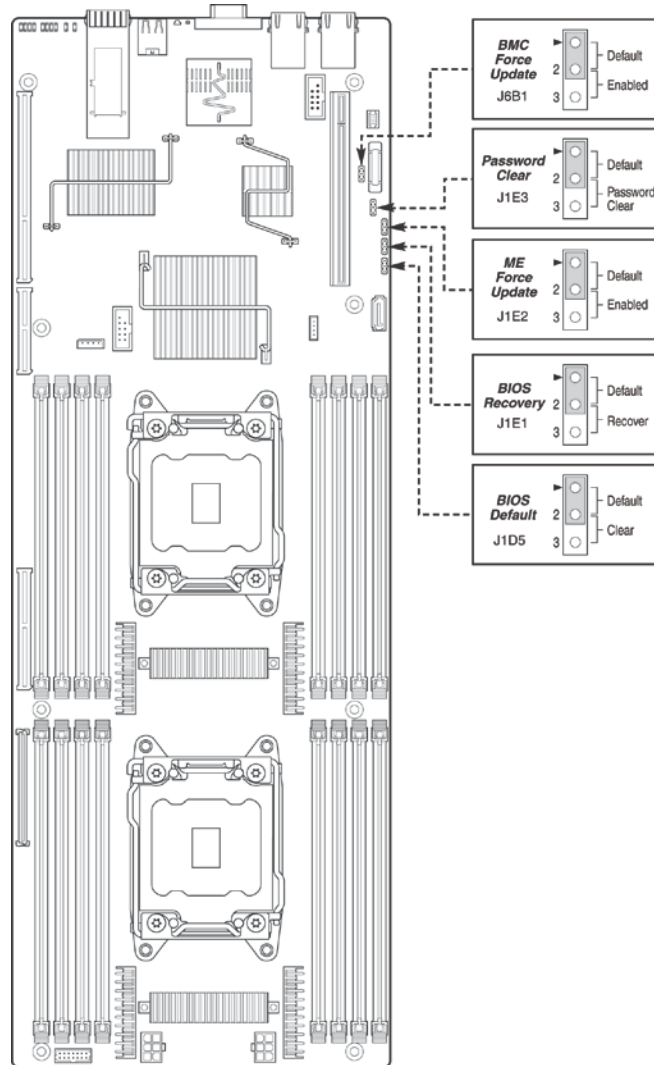 BMC
Force
Update
J6B1
2
3
Default
Enabled
Password
Clear
J1E3
2
3
Default
Password
Clear
ME
Force
Update
J1E2
2
3
Default
Enabled
BIOS
Recovery
J1E1
2
3
Default
Recover
BIOS
Default
J1D5
2
3
Default
Clear